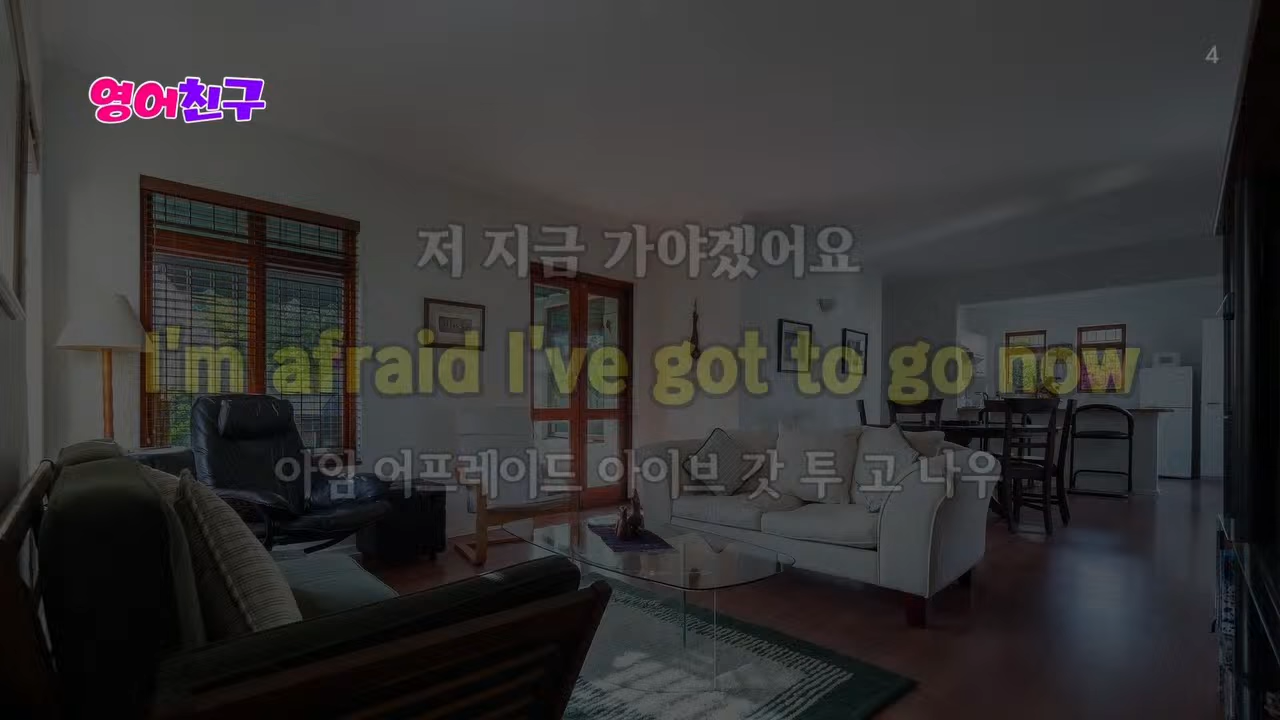 영어친구
4
저 지금 가야겠어요
I'm afraid I've got to go now
아암 어프레이드 아이브 갓 투 고 나우